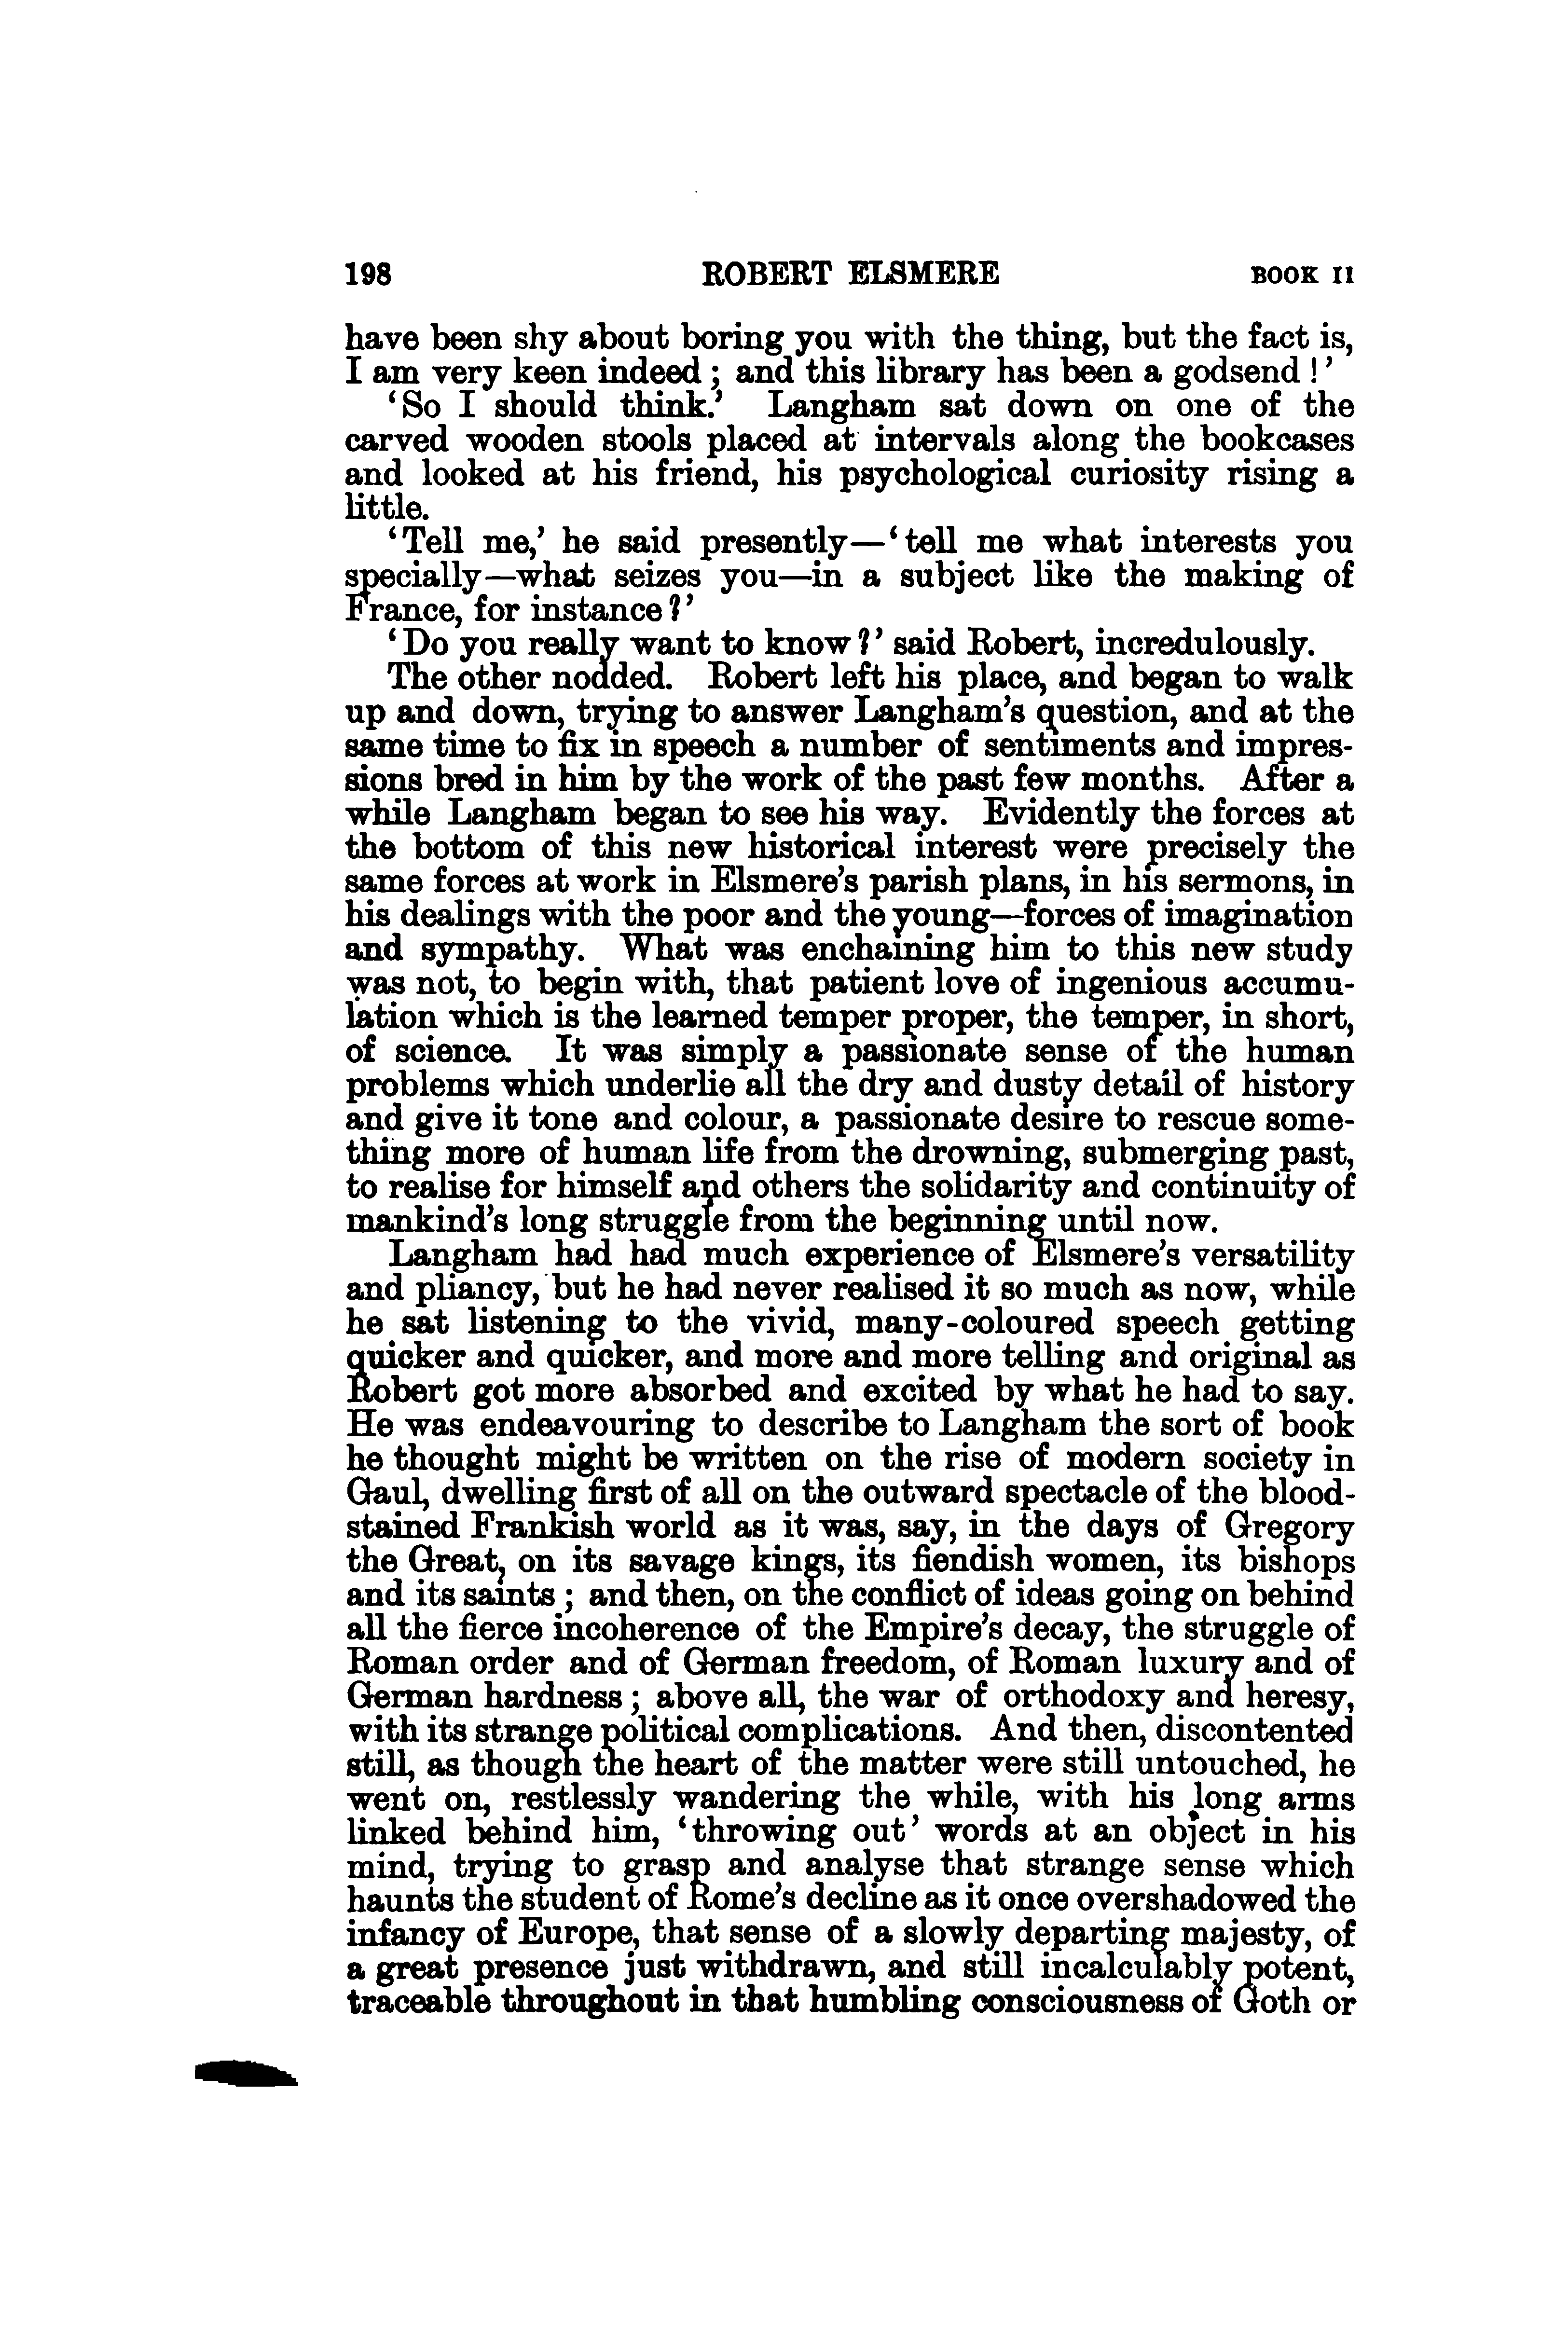 198 ROBERT ELSMERE BOOK II
have been shy about boring you with the thing, but the fact is,
I am very keen indeed ; and this library has been a godsend !’
‘So I should think.’ Langham sat down on one of the
carved wooden stools placed at intervals along the bookcases
and looked at his friend, his psychological curiosity rising a
little.
‘Tell me,’ he said presently—‘tell me what interests you
specially—what seizes you—in a subject like the making of
France, for instance ?’
‘Do you really want to know ?’ said Robert, incredulously.
The other nodded. Robert left his place, and began to walk
up and down, trying to answer Langham’s question, and at the
same time to fix in speech a number of sentiments and impres-
sions bred in him by the work of the past few months. After a
while Langham began to see his way. Evidently the forces at
the bottom of this new historical interest were precisely the
same forces at work in Elsmere’s parish plans, in his sermons, in
his dealings with the poor and the young—forces of imagination
and sympathy. What was enchaining him to this new study
was not, to begin with, that patient love of ingenious accumu-
lation which is the learned temper proper, the temper, in short,
of science. It was simply a passionate sense of the human
problems which underlie all the dry and dusty detail of history
and give it tone and colour, a passionate desire to rescue some-
thing more of human life from the drowning, submerging past,
to realise for himself and others the solidarity and continuity of
mankind’s long struggle from the beginning until now.
Langham had had much experience of Elsmere’s versatility
and pliancy, but he had never realised it so much as now, while
he sat listening to the vivid, many-coloured speech getting
quicker and quicker, and more and more telling and original as
Robert got more absorbed and excited by what he had to say.
He was endeavouring to describe to Langham the sort of book
he thought might be written on the rise of modern society in
Gaul, dwelling first of all on the outward spectacle of the blood-
stained Frankish world as it was, say, in the days of Gregory
the Great, on its savage kings, its fiendish women, its bishops
and its saints ; and then, on the conflict of ideas going on behind
all the fierce incoherence of the Empire’s decay, the struggle of
Roman order and of German freedom, of Roman luxury and of
German hardness ; above all, the war of orthodoxy and heresy,
with its strange political complications. And then, discontented
still, as though the heart of the matter were still untouched, he
went on, restlessly wandering the while, with his long arms
linked behind him, ‘throwing out’ words at an object in his
mind, trying to grasp and analyse that strange sense which
haunts the student of Rome’s decline as it once overshadowed the
infancy of Europe, that sense of a slowly departing majesty, of
a great presence just withdrawn, and still incalculably potent,
traceable throughout in that humbling consciousness of Goth or